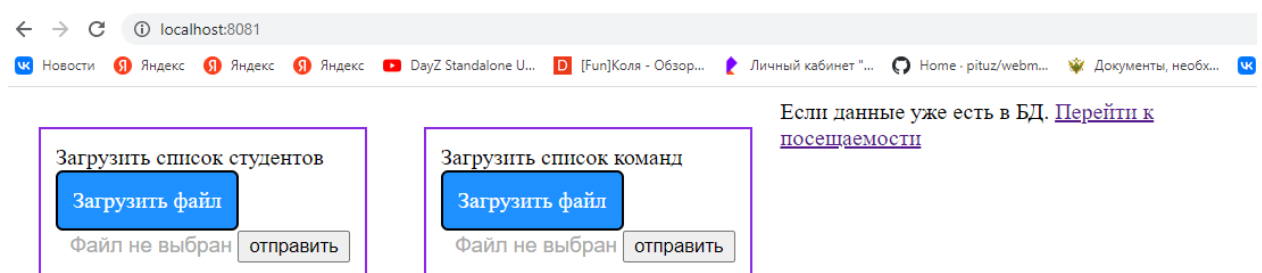 localhost:8081
Новости Яндекс Яндекс Яндекс DayZ Standalone U... [Fun]Коля - Обзор... Личный кабинет "... Home · pituz/webm... Документы, необх...
Если данные уже есть в БД. Перейти к
посещаемости
Загрузить список студентов
Загрузить файл
Файл не выбран отправить
Загрузить список команд
Загрузить файл
Файл не выбран отправить